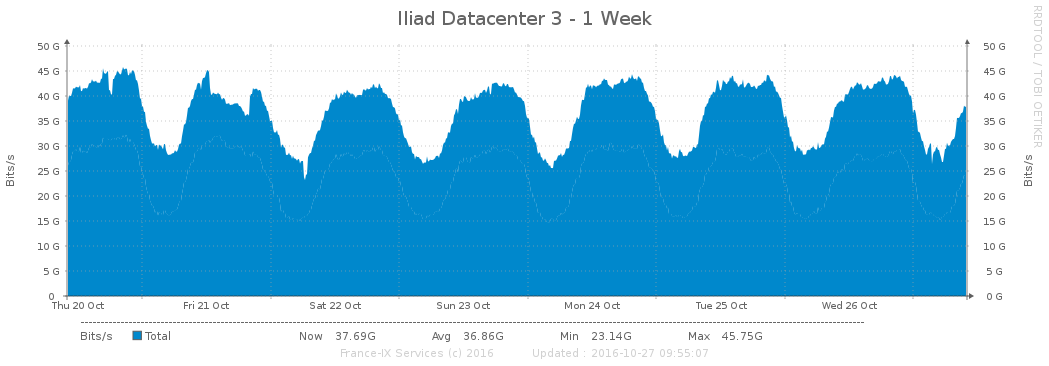 Iliad Datacenter 3 - 1 Week
RRDTOOL / TOBI OETIKER
50 G 50 G
45 G 45 G
40 G 40 G
35 G 35 G
30 G 30 G
25 G 25 G
20 G 20 G
15 G 15 G
10 G 10 G
5 G 5 G
0 0 G
Bits/s
Bits/s
Thu 20 Oct Fri 21 Oct Sat 22 Oct Sun 23 Oct Mon 24 Oct Tue 25 Oct Wed 26 Oct
Bits/s Total Now 37.69G Avg 36.86G Min 23.14G Max 45.75G
France-IX Services (c) 2016 Updated : 2016-10-27 09:55:07